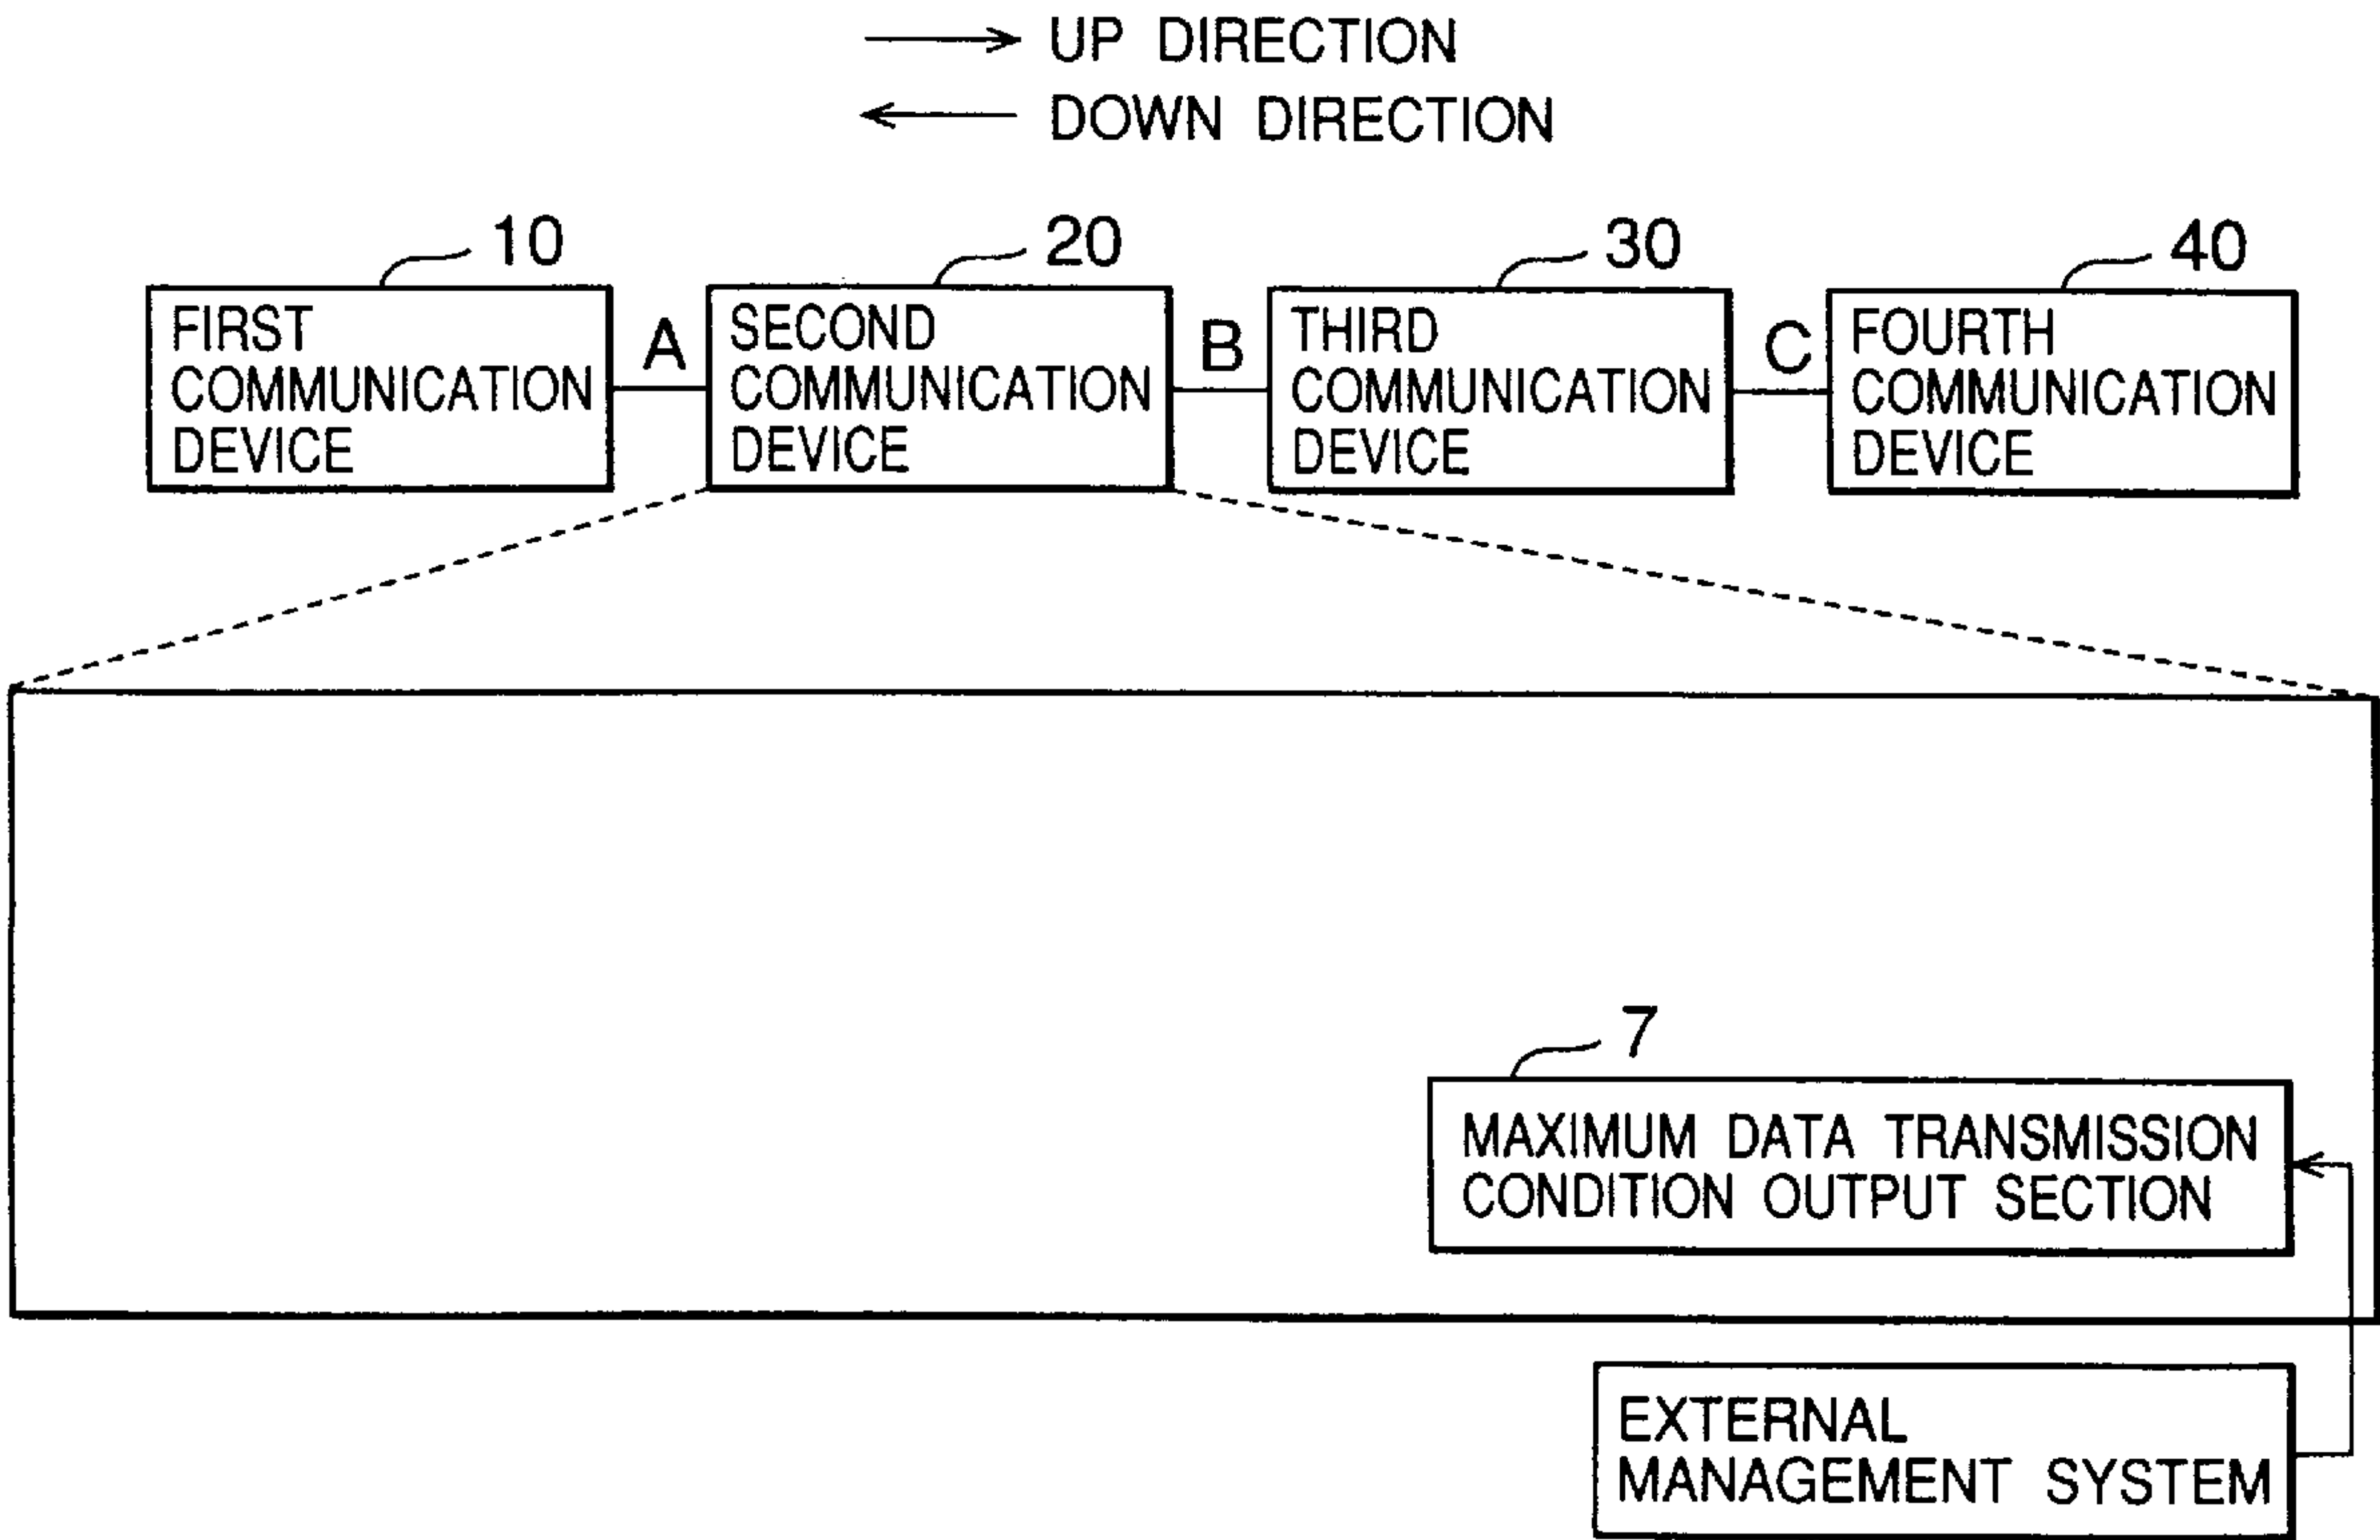 UP DIRECTION
DOWN DIRECTION
10
20
30
40
FIRST
COMMUNICATION
DEVICE
A
SECOND
COMMUNICATION
DEVICE
B
THIRD
COMMUNICATION
DEVICE
C
FOURTH
COMMUNICATION
DEVICE
7
MAXIMUM DATA TRANSMISSION
CONDITION OUTPUT SECTION
EXTERNAL
MANAGEMENT SYSTEM